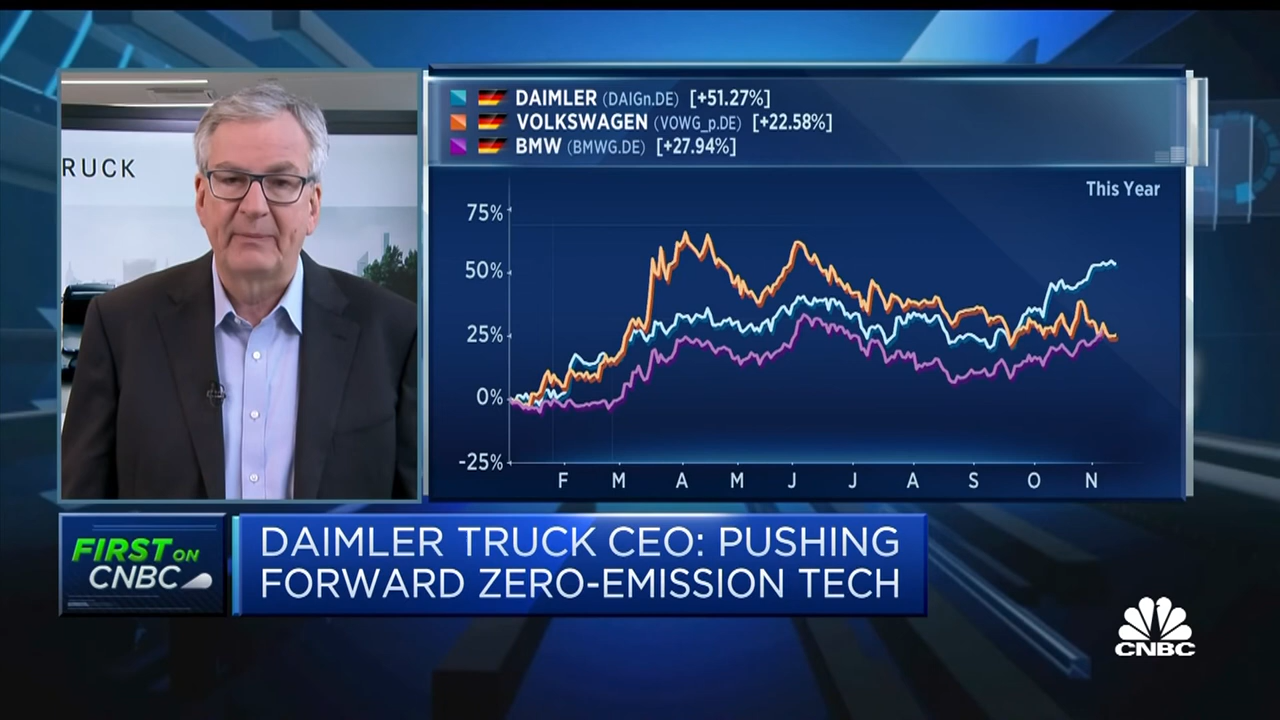 RUCK
DAIMLER (DAIGn.DE) [+51.27%]
VOLKSWAGEN (VOWG_p.DE) [+22.58%]
BMW (BMWG.DE) [+27.94%]
This Year
75%
50%
25%
0%
-25%
F M A M J J A S O N
FIRST ON
CNBC
DAIMLER TRUCK CEO: PUSHING
FORWARD ZERO-EMISSION TECH
CNBC